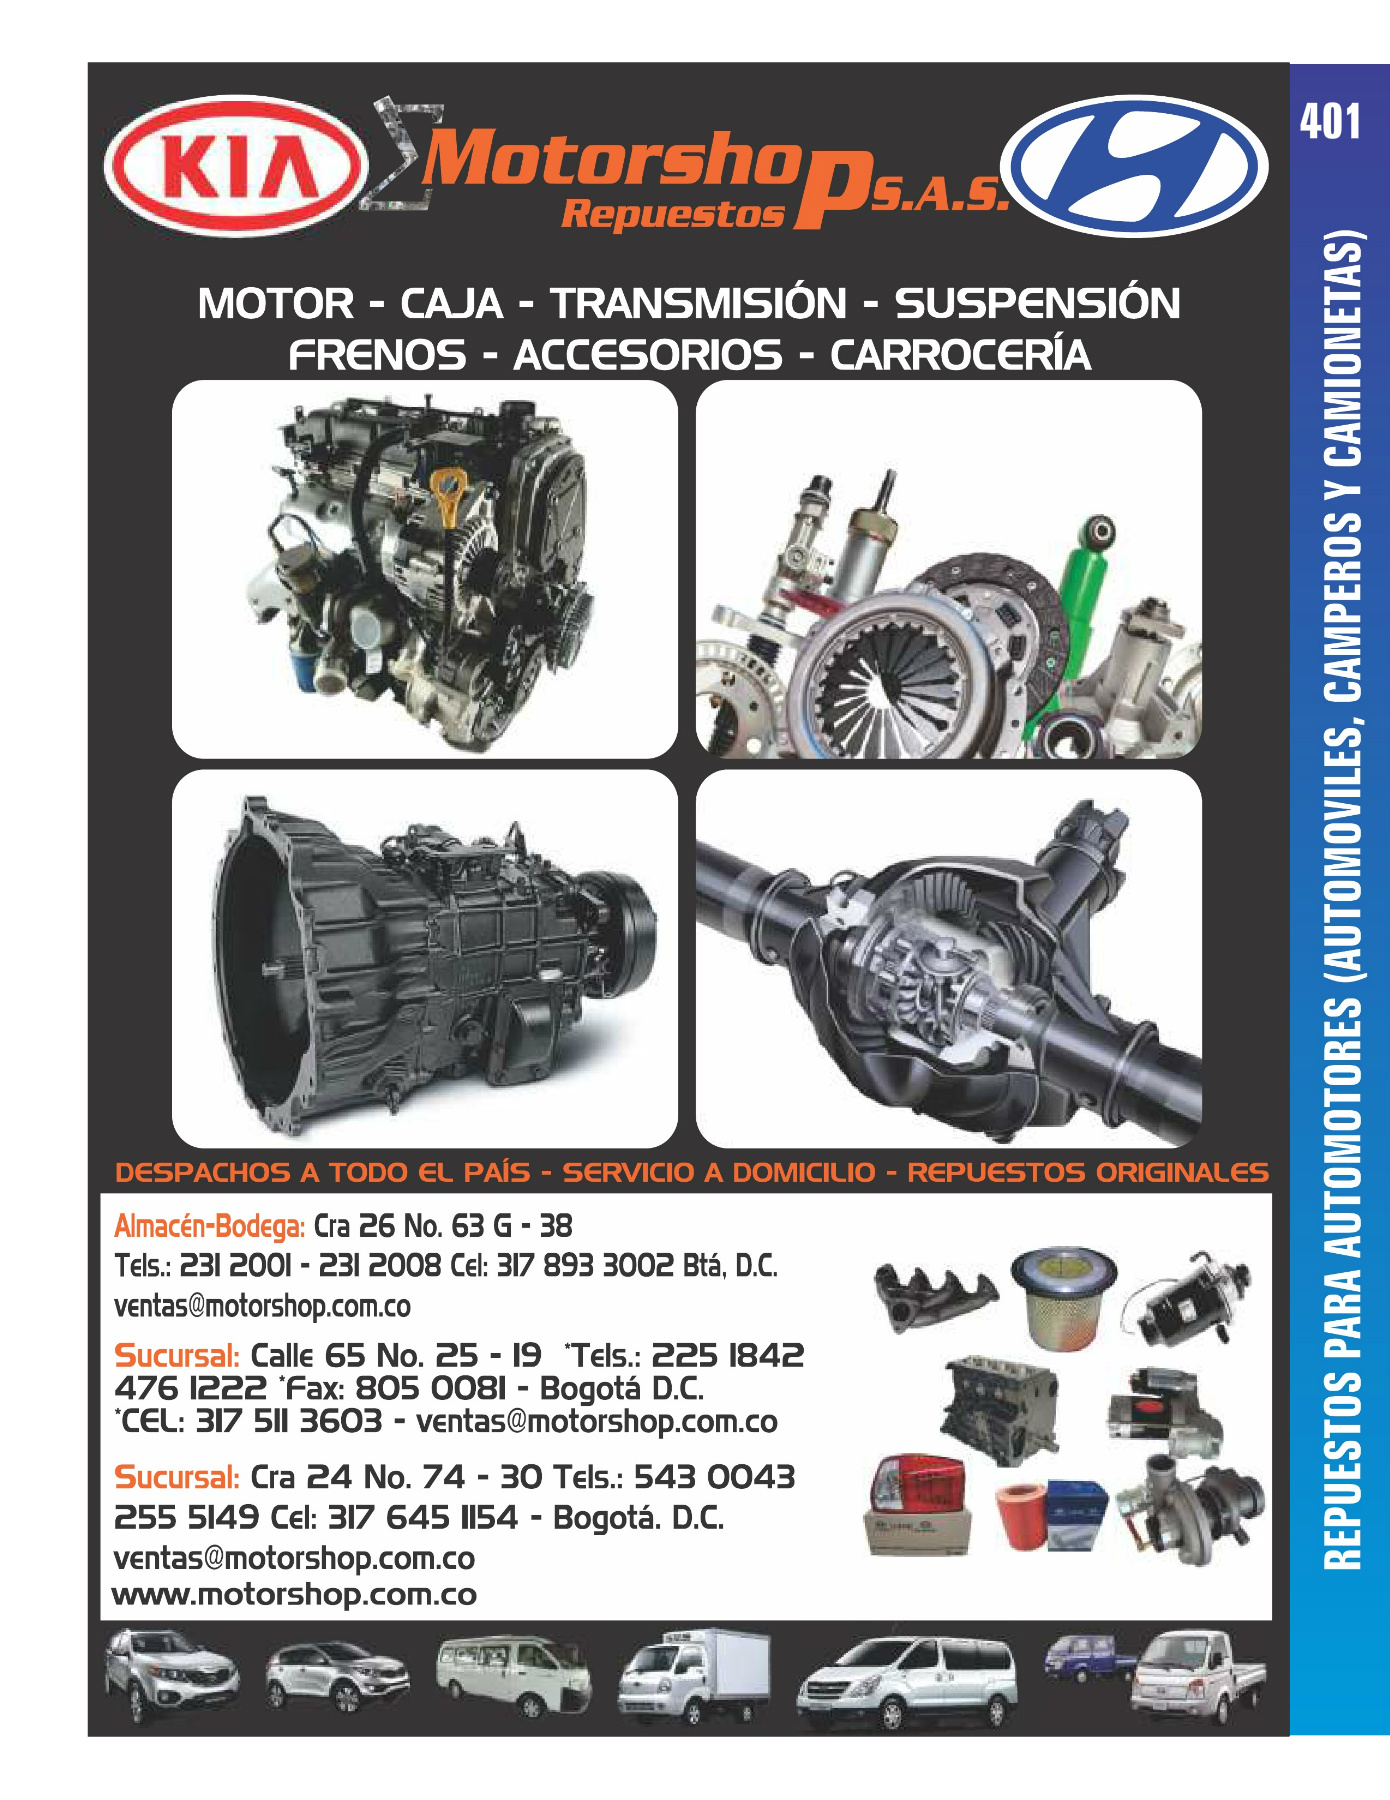 KIA
Motorshop S.A.S.
Repuestos
401
MOTOR - CAJA - TRANSMISIÓN - SUSPENSIÓN
FRENOS - ACCESORIOS - CARROCERÍA
REPUESTOS PARA AUTOMOTORES (AUTOMOVILES, CAMPEROS Y CAMIONETAS)
DESPACHOS A TODO EL PAÍS - SERVICIO A DOMICILIO - REPUESTOS ORIGINALES
Almacén-Bodega: Cra 26 No. 63 G - 38
Tels.: 231 2001 - 231 2008 Cel: 317 893 3002 Btá, D.C.
ventas@motorshop.com.co
Sucursal: Calle 65 No. 25 - 19 *Tels.: 225 1842
476 1222 *Fax: 805 0081 - Bogotá D.C.
*CEL: 317 511 3603 - ventas@motorshop.com.co
Sucursal: Cra 24 No. 74 - 30 Tels.: 543 0043
255 5149 Cel: 317 645 1154 - Bogotá. D.C.
ventas@motorshop.com.co
www.motorshop.com.co